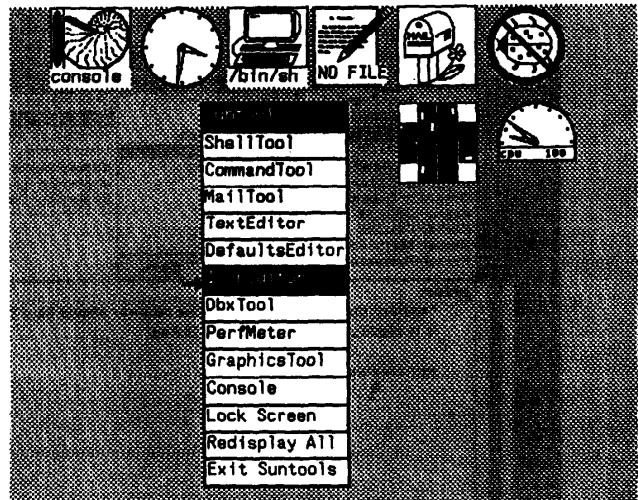 console
/bin/sh
NO FILE
MAIL
cpu 100
ShellTool
CommandTool
MailTool
TextEditor
DefaultsEditor
DbxTool
PerfMeter
GraphicsTool
Console
Lock Screen
Redisplay All
Exit Suntools